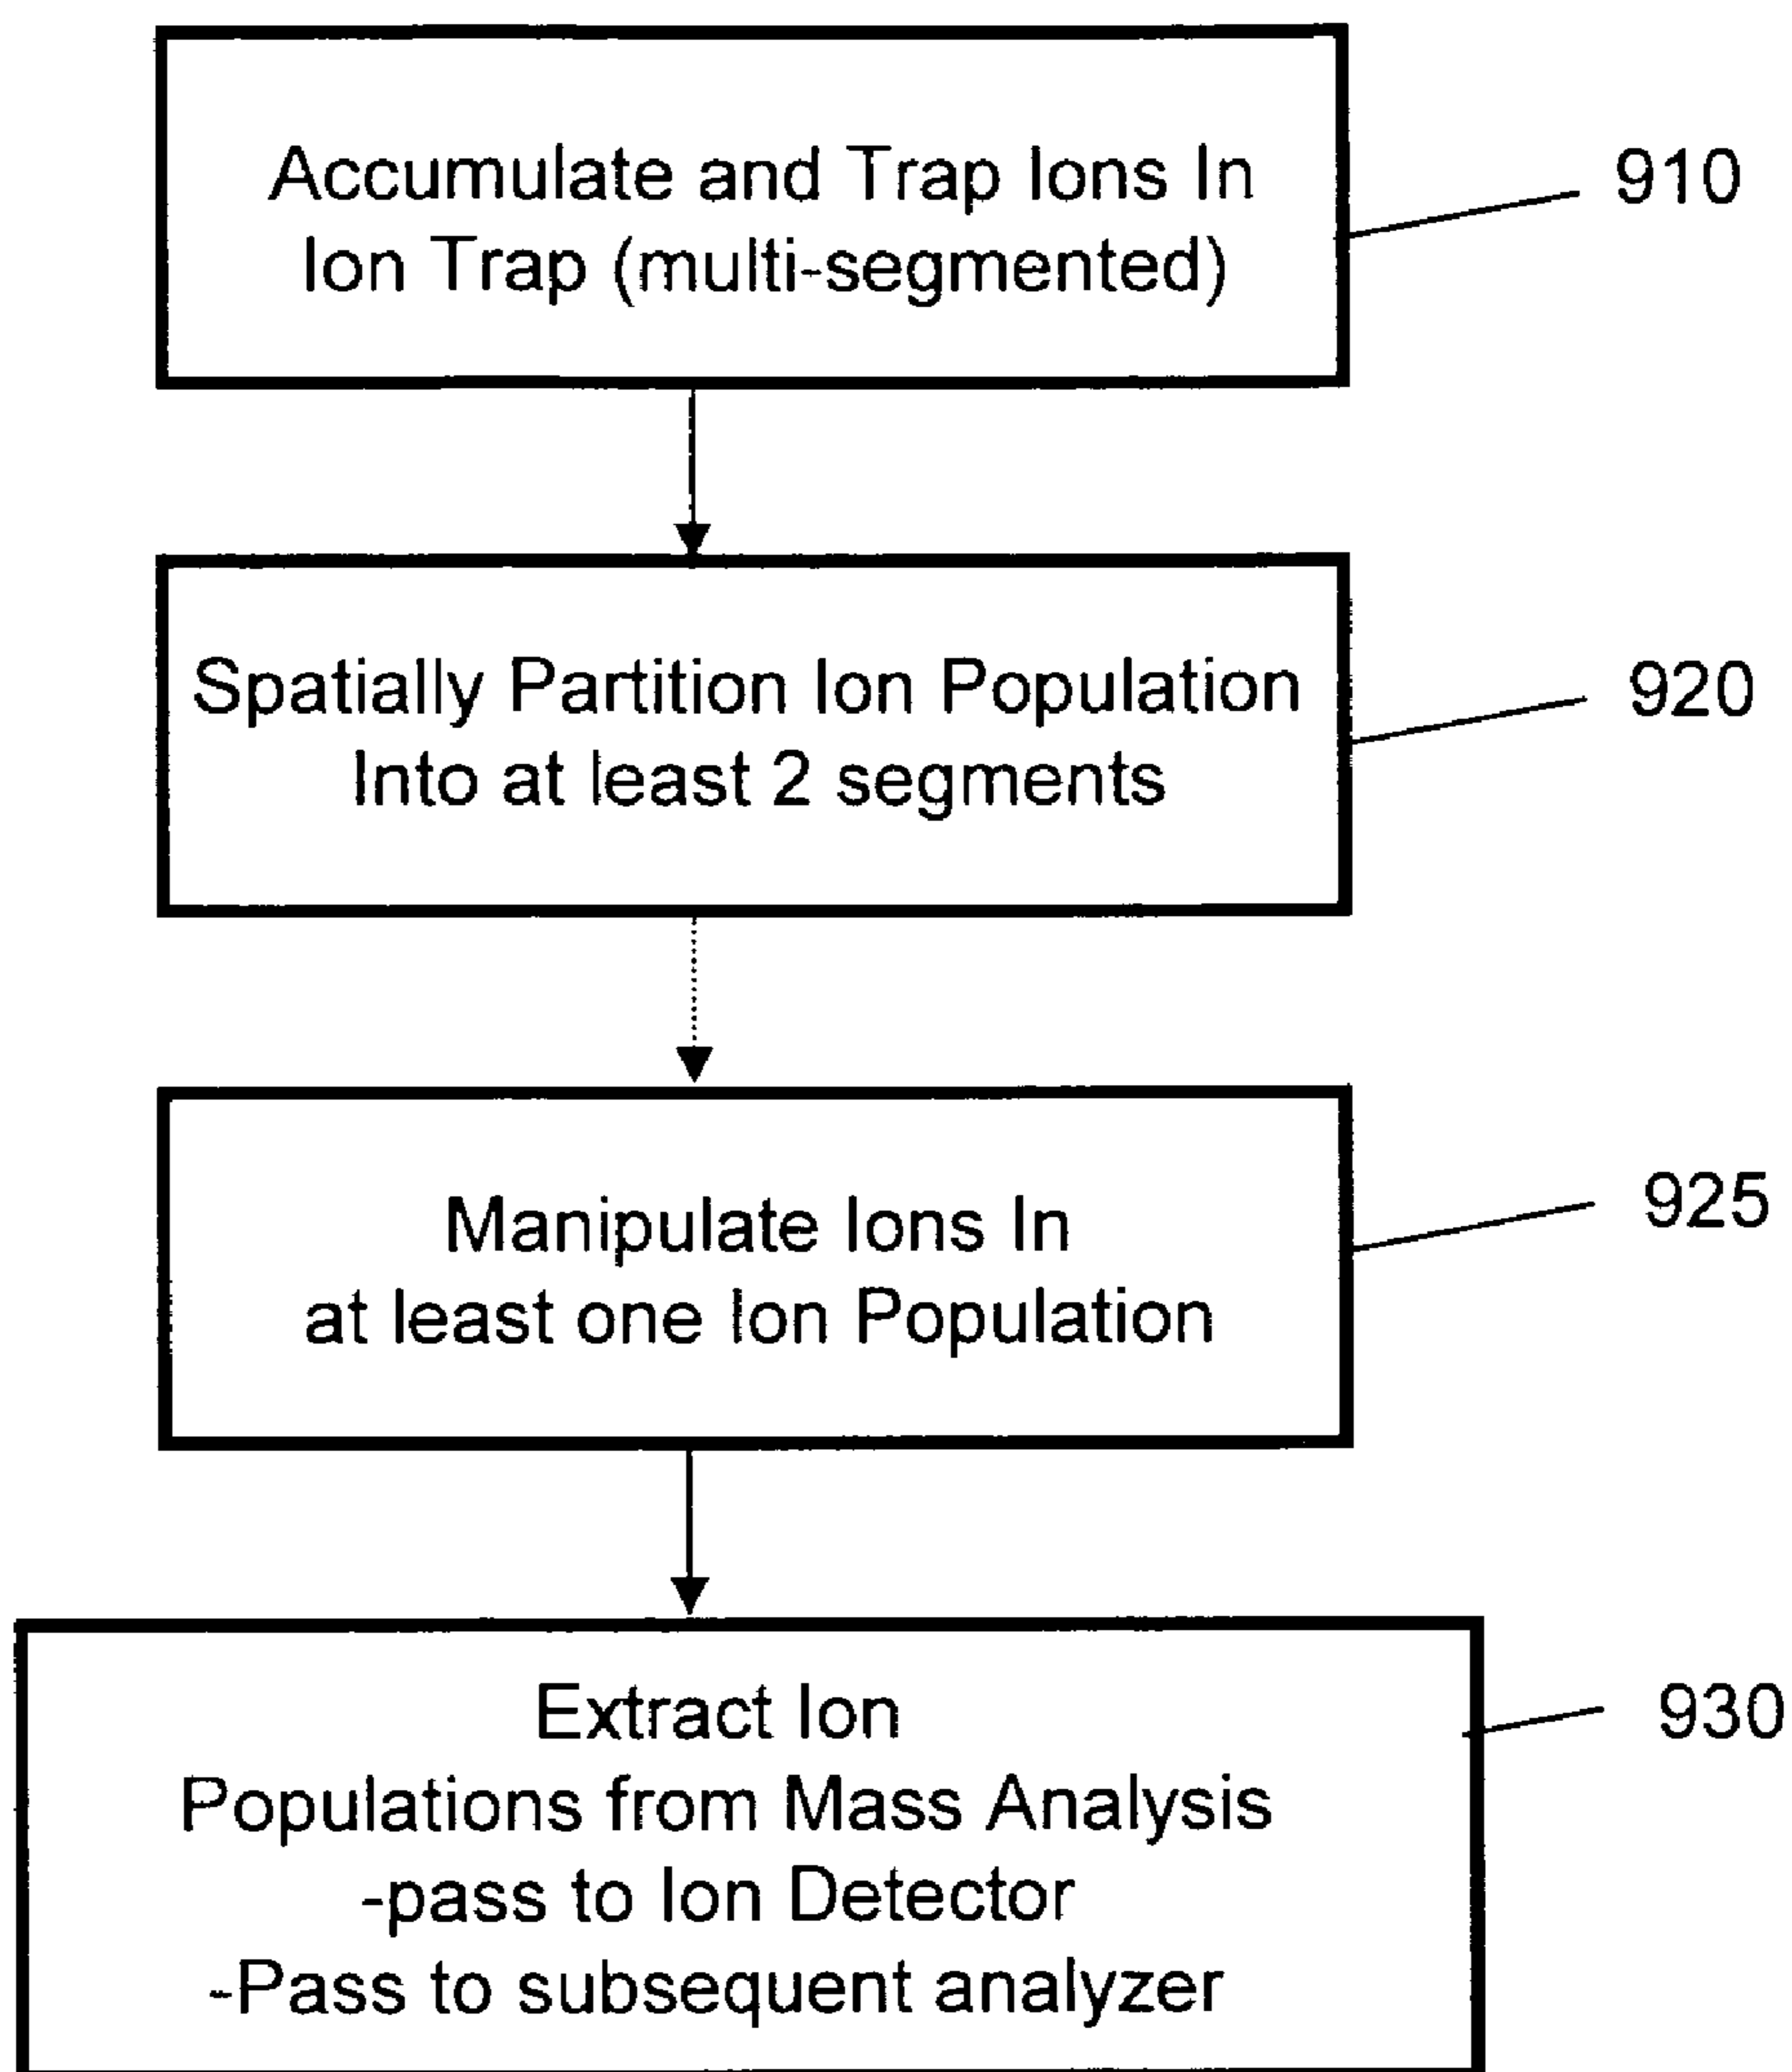 Accumulate and Trap Ions In
Ion Trap (multi-segmented)
910
Spatially Partition Ion Population
Into at least 2 segments
920
Manipulate Ions In
at least one Ion Population
925
Extract Ion
Populations from Mass Analysis
-pass to Ion Detector
-Pass to subsequent analyzer
930